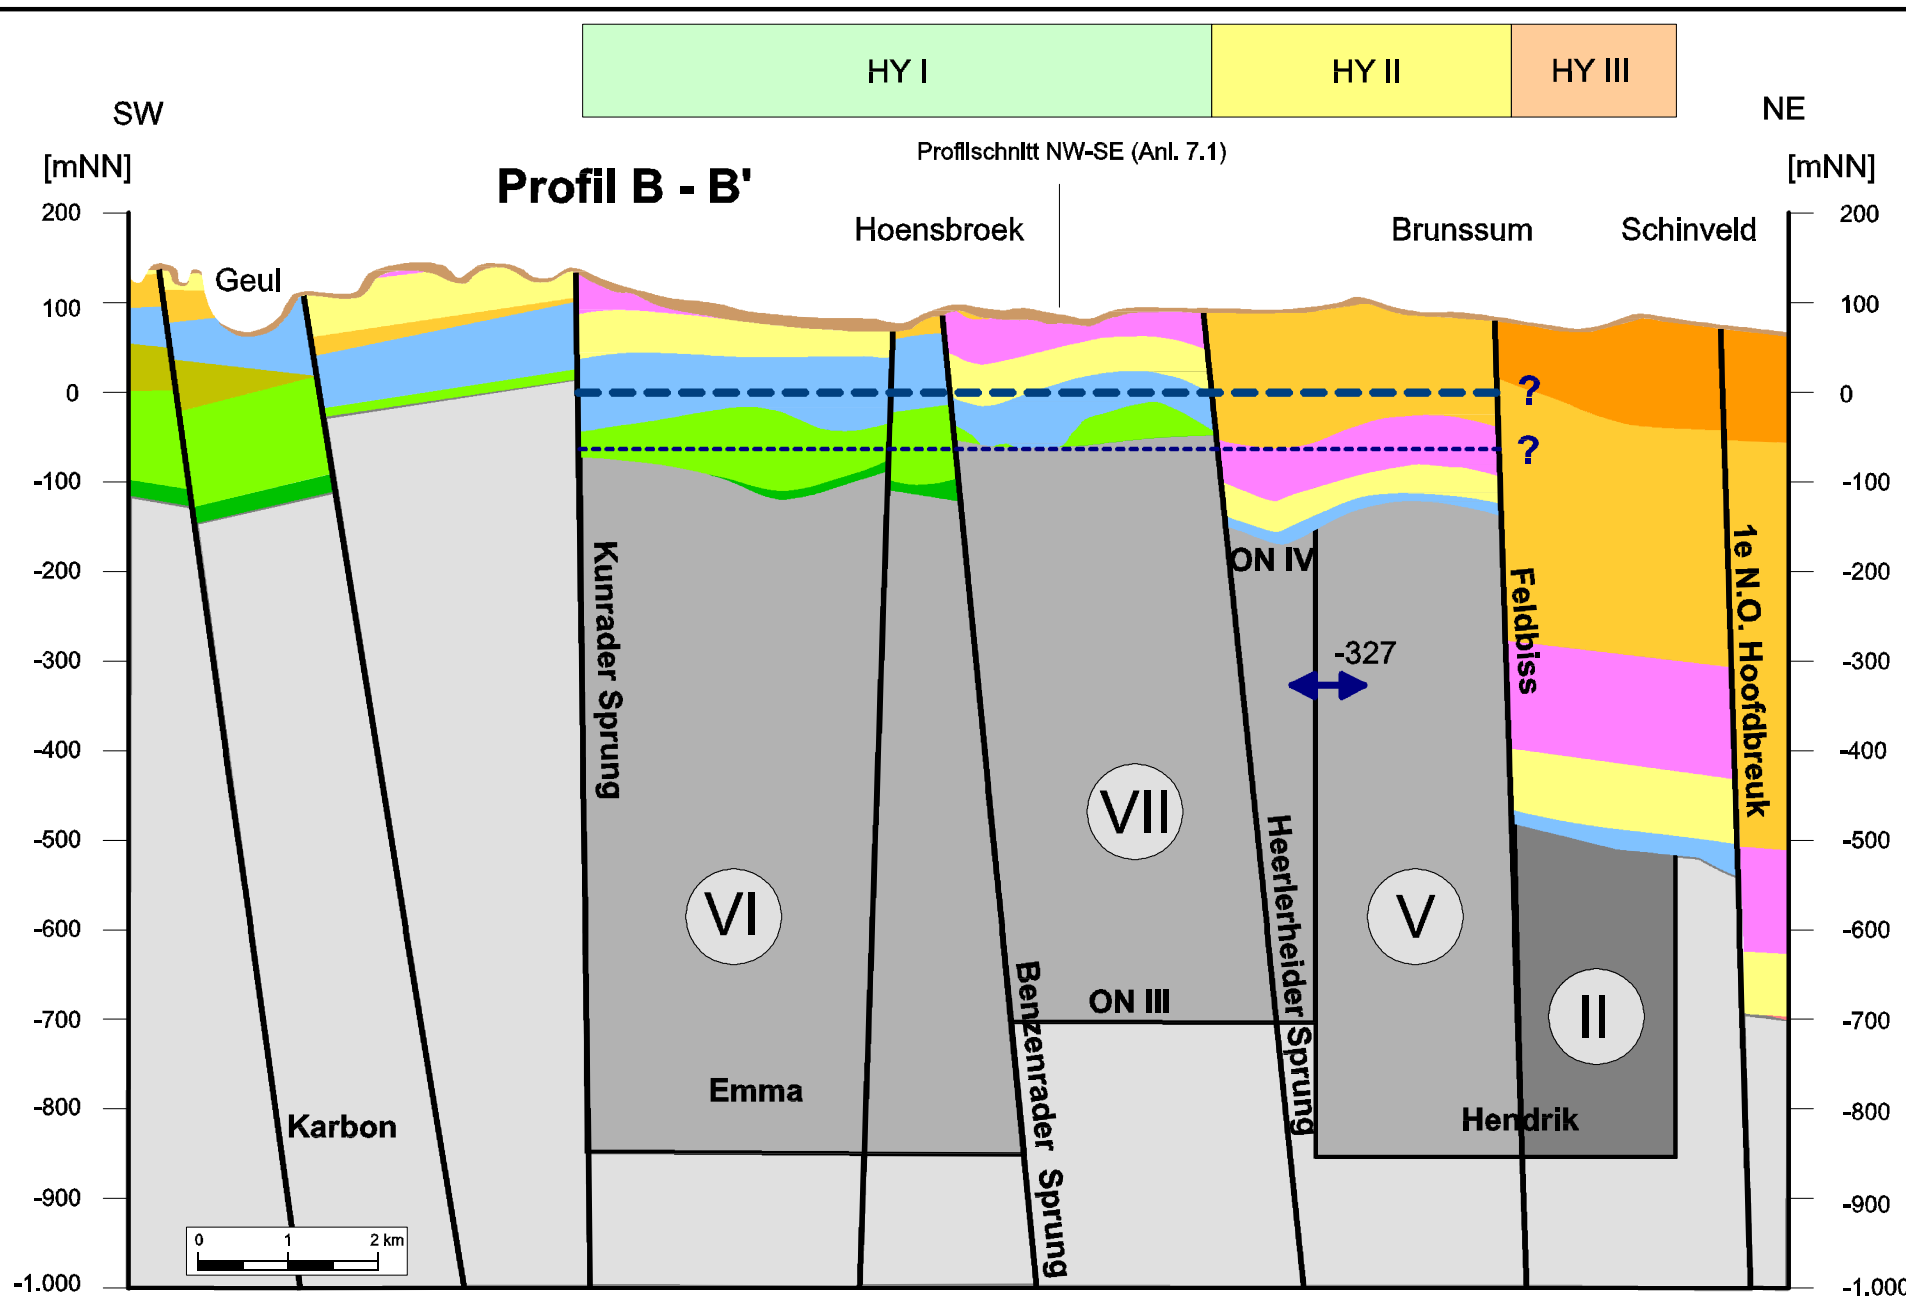 HY I
HY II
HY III
SW
NE
Profilschnitt NW-SE (Anl. 7.1)
[mNN]
[mNN]
Profil B - B'
200
200
Hoensbroek
Brunssum
Schinveld
Geul
100
100
0
0
?
?
-100
-100
-200
-200
-300
-300
-400
-400
-500
-500
-600
-600
-700
-700
-800
-800
-900
-900
-1.000
-1.000
ON IV
-327
Kunrader Sprung
Feldbiss
1e N.O. Hoofdbreuk
VII
VI
V
II
Heerlerheider Sprung
Benzenrader Sprung
ON III
Emma
Hendrik
Karbon
0 1 2 km